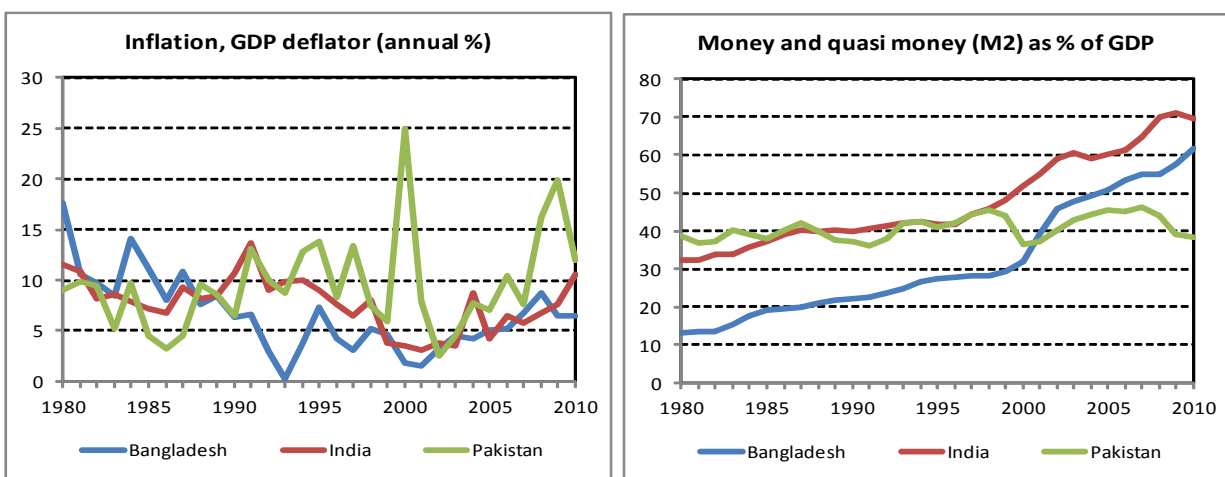 Inflation, GDP deflator (annual %)
30
25
20
15
10
5
0
1980 1985 1990 1995 2000 2005 2010
Bangladesh India Pakistan
Money and quasi money (M2) as % of GDP
80
70
60
50
40
30
20
10
0
1980 1985 1990 1995 2000 2005 2010
Bangladesh India Pakistan